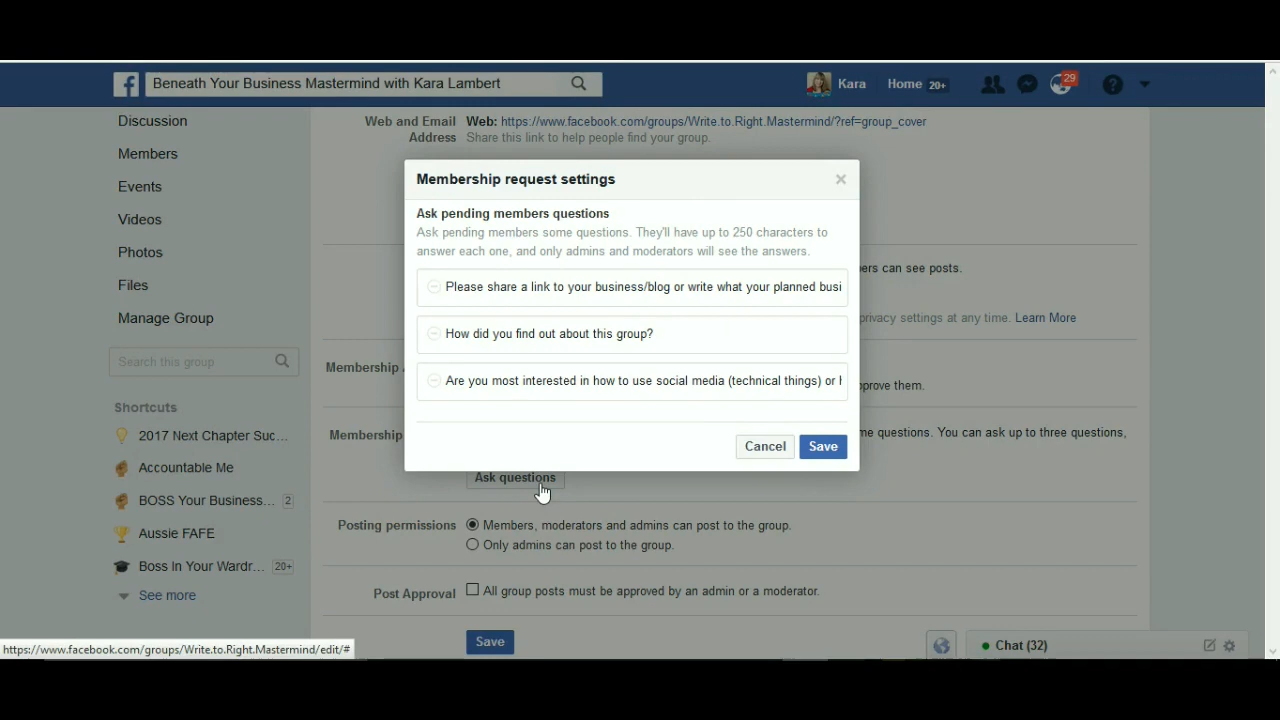 Beneath Your Business Mastermind with Kara Lambert
Kara
Home 20+
29
?
Discussion
Members
Events
Videos
Photos
Files
Manage Group
Search this group
Shortcuts
2017 Next Chapter Suc...
Accountable Me
BOSS Your Business... 2
Aussie FAFE
Boss In Your Wardr... 20+
See more
Web and Email Address
Web: https://www.facebook.com/groups/Write.to.Right.Mastermind/?ref=group_cover
Share this link to help people find your group.
Membership request settings
Ask pending members questions
Ask pending members some questions. They'll have up to 250 characters to
answer each one, and only admins and moderators will see the answers.
Please share a link to your business/blog or write what your planned busi
How did you find out about this group?
Are you most interested in how to use social media (technical things) or
Cancel
Save
can see posts.
privacy settings at any time. Learn More
Membership
them.
Membership
questions. You can ask up to three questions,
Ask questions
Posting permissions
Members, moderators and admins can post to the group.
Only admins can post to the group.
Post Approval
All group posts must be approved by an admin or a moderator.
Save
https://www.facebook.com/groups/Write.to.Right.Mastermind/edit/#
Chat (32)